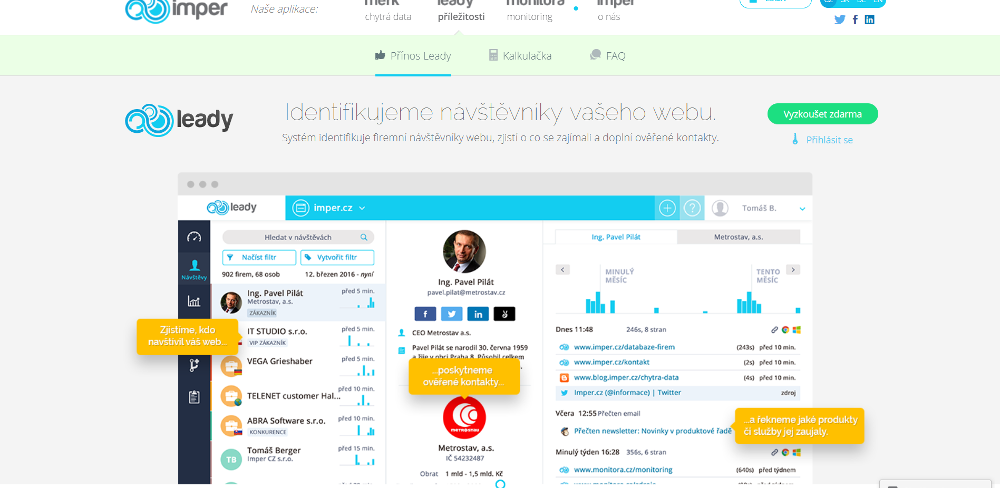 imper
Naše aplikace:
merk
chytrá data
leady
příležitosti
monitora
monitoring
imper
o nás
LOGIN
CZ SK DE EN
Přínos Leady
Kalkulačka
FAQ
leady
Identifikujeme návštěvníky vašeho webu.
Systém identifikuje firemní návštěvníky webu, zjistí o co se zajímali a doplní ověřené kontakty.
Vyzkoušet zdarma
Přihlásit se
leady
imper.cz
Tomáš B.
Návštěvy
Hledat v návštěvách
Načíst filtr
Vytvořit filtr
902 firem, 68 osob
12. březen 2016 - nyní
Ing. Pavel Pilát
před 5 min.
Metrostav, a.s.
ZÁKAZNÍK
Zjistíme, kdo
navštívil váš web...
IT STUDIO s.r.o.
před 5 min.
VIP ZÁKAZNÍK
VEGA Grieshaber
před 5 min.
TELENET customer Hal...
před 10 min.
ABRA Software s.r.o.
před 10 min.
KONKURENCE
TB
Tomáš Berger
před 15 min.
Imper CZ s.r.o.
Ing. Pavel Pilát
pavel.pilat@metrostav.cz
CEO Metrostav a.s.
Pavel Pilát se narodil 30. června 1959
a žije v obci Praha 8. Působil celkem
...poskytneme
ověřené kontakty...
METROSTAV
Metrostav, a.s.
IČ 54232487
Obrat 1 mld - 1,5 mld. Kč
Ing. Pavel Pilát
Metrostav, a.s.
MINULÝ
MĚSÍC
TENTO
MĚSÍC
Dnes 11:48
246s, 8 stran
www.imper.cz/databaze-firem
(243s) před 10 min.
www.imper.cz/kontakt
(2s) před 10 min.
www.blog.imper.cz/chytra-data
(4s) před 10 min.
Imper.cz (@informace) | Twitter
zdroj
Včera 12:55 Přečten email
Přečten newsletter: Novinky v produktové řadě
...a řekneme jaké produkty
či služby jej zaujaly.
Minulý týden 16:28
356s, 6 stran
www.monitora.cz/monitoring
(640s) před týdnem
www.monitora.cz/zdroje
(98s) před týdnem